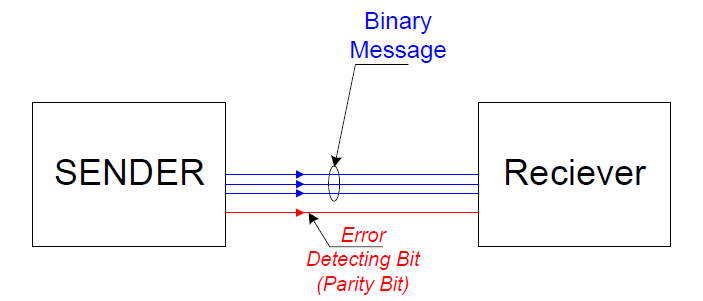 Binary
Message
SENDER
Reciever
Error
Detecting Bit
(Parity Bit)